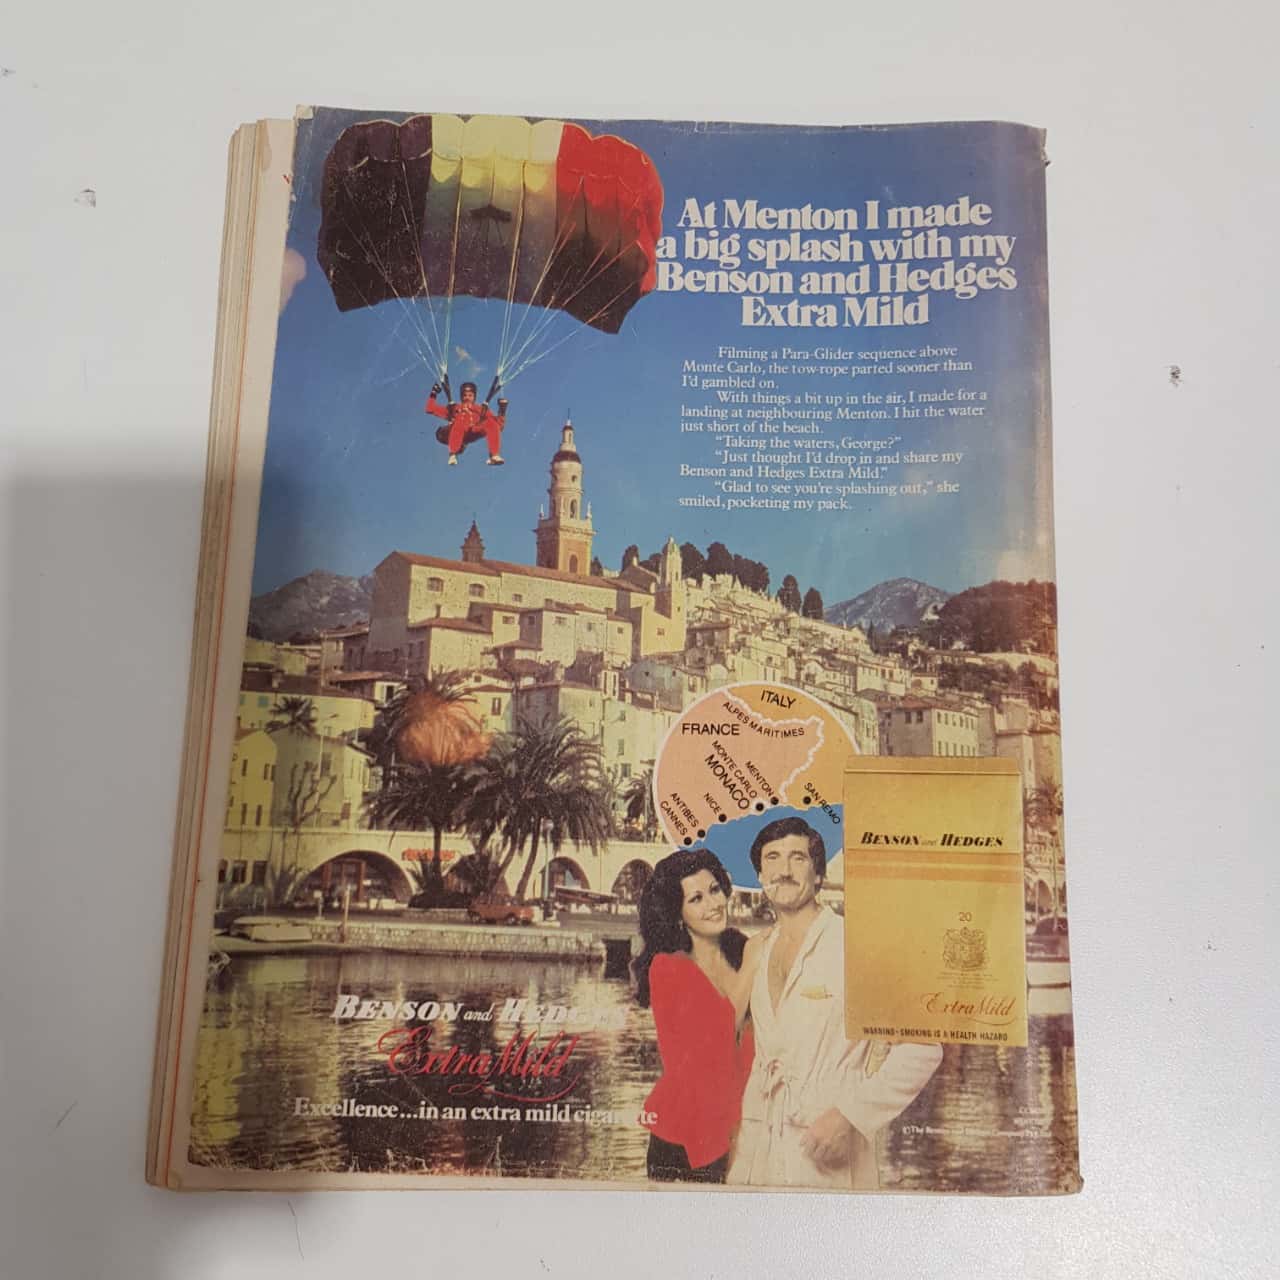 At Menton I made
a big splash with my
Benson and Hedges
Extra Mild
Filming a Para-Glider sequence above
Monte Carlo, the tow-rope parted sooner than
I'd gambled on.
With things a bit up in the air, I made for a
landing at neighbouring Menton. I hit the water
just short of the beach.
"Taking the waters, George?"
"Just thought I'd drop in and share my
Benson and Hedges Extra Mild."
"Glad to see you're splashing out," she
smiled, pocketing my pack.
ITALY
ALPES MARITIMES
FRANCE
MONTE CARLO
MENTON
MONACO
SAN REMO
NICE
ANTIBES
CANNES
BENSON and HEDGES
20
Extra Mild
WARNING-SMOKING IS A HEALTH HAZARD
BENSON and HEDGES
Extra Mild
Excellence...in an extra mild cigarette